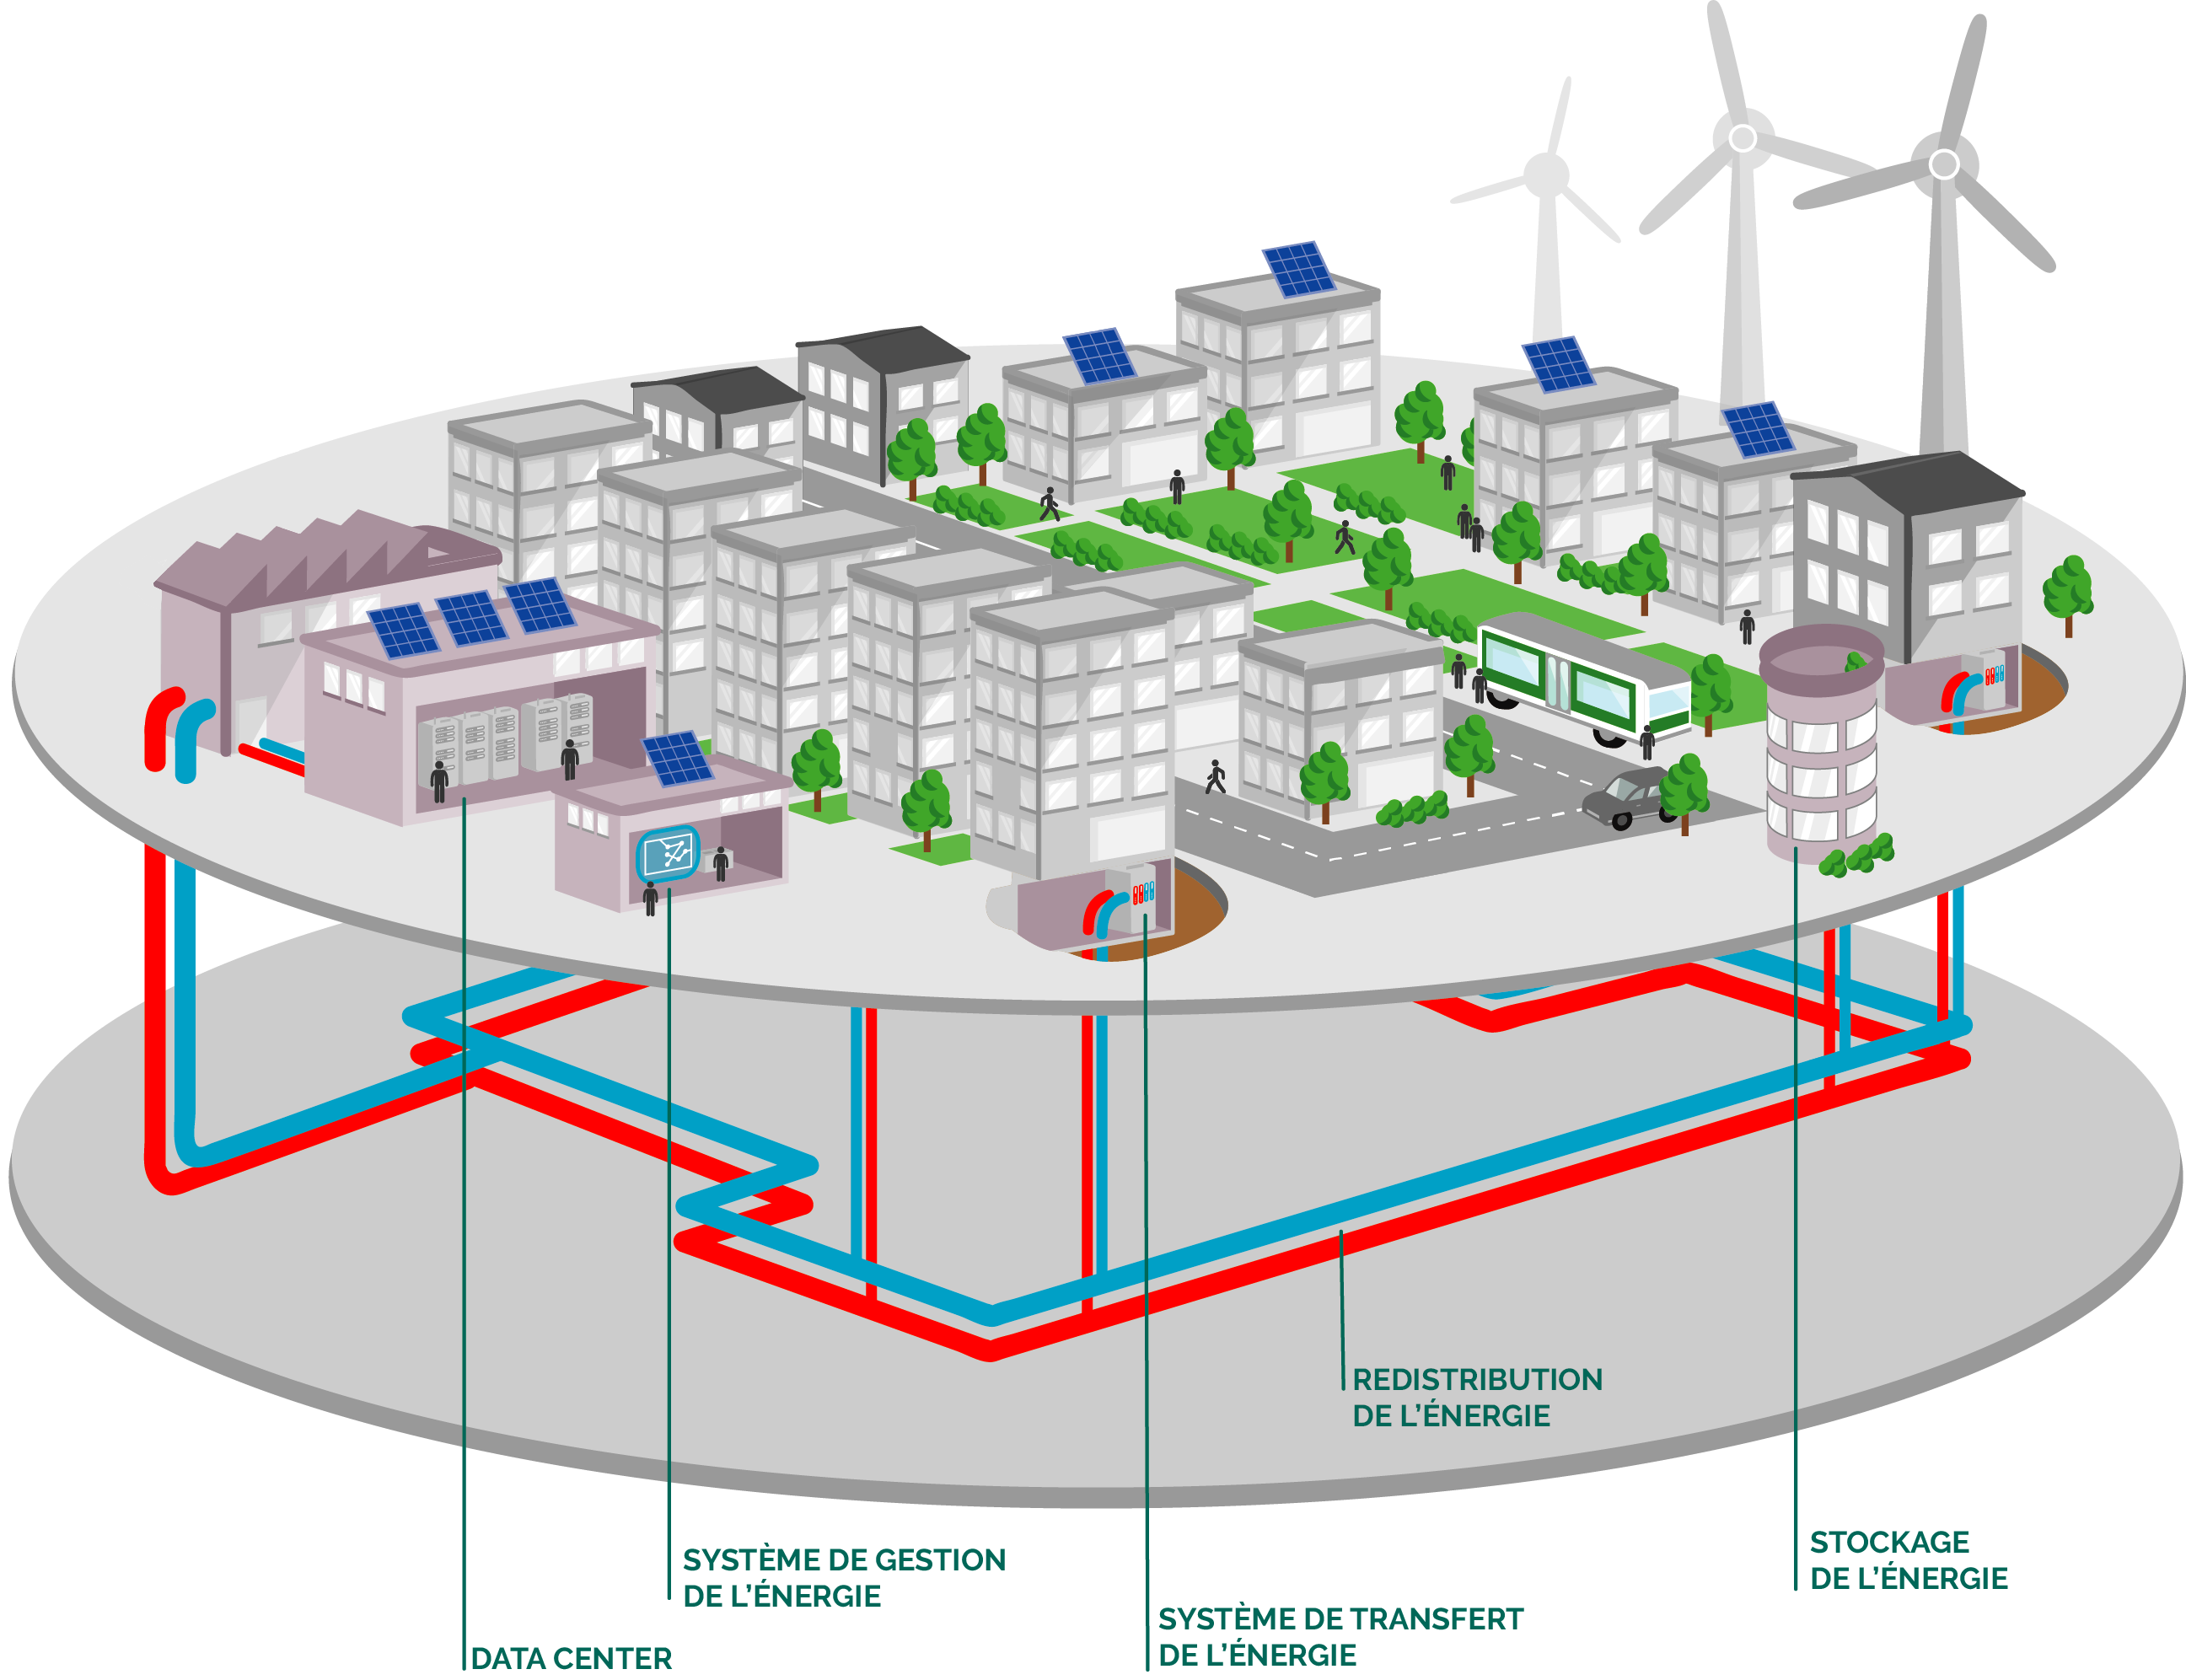 REDISTRIBUTION
DE L’ÉNERGIE
STOCKAGE
DE L’ÉNERGIE
SYSTÈME DE GESTION
DE L’ÉNERGIE
SYSTÈME DE TRANSFERT
DE L’ÉNERGIE
DATA CENTER